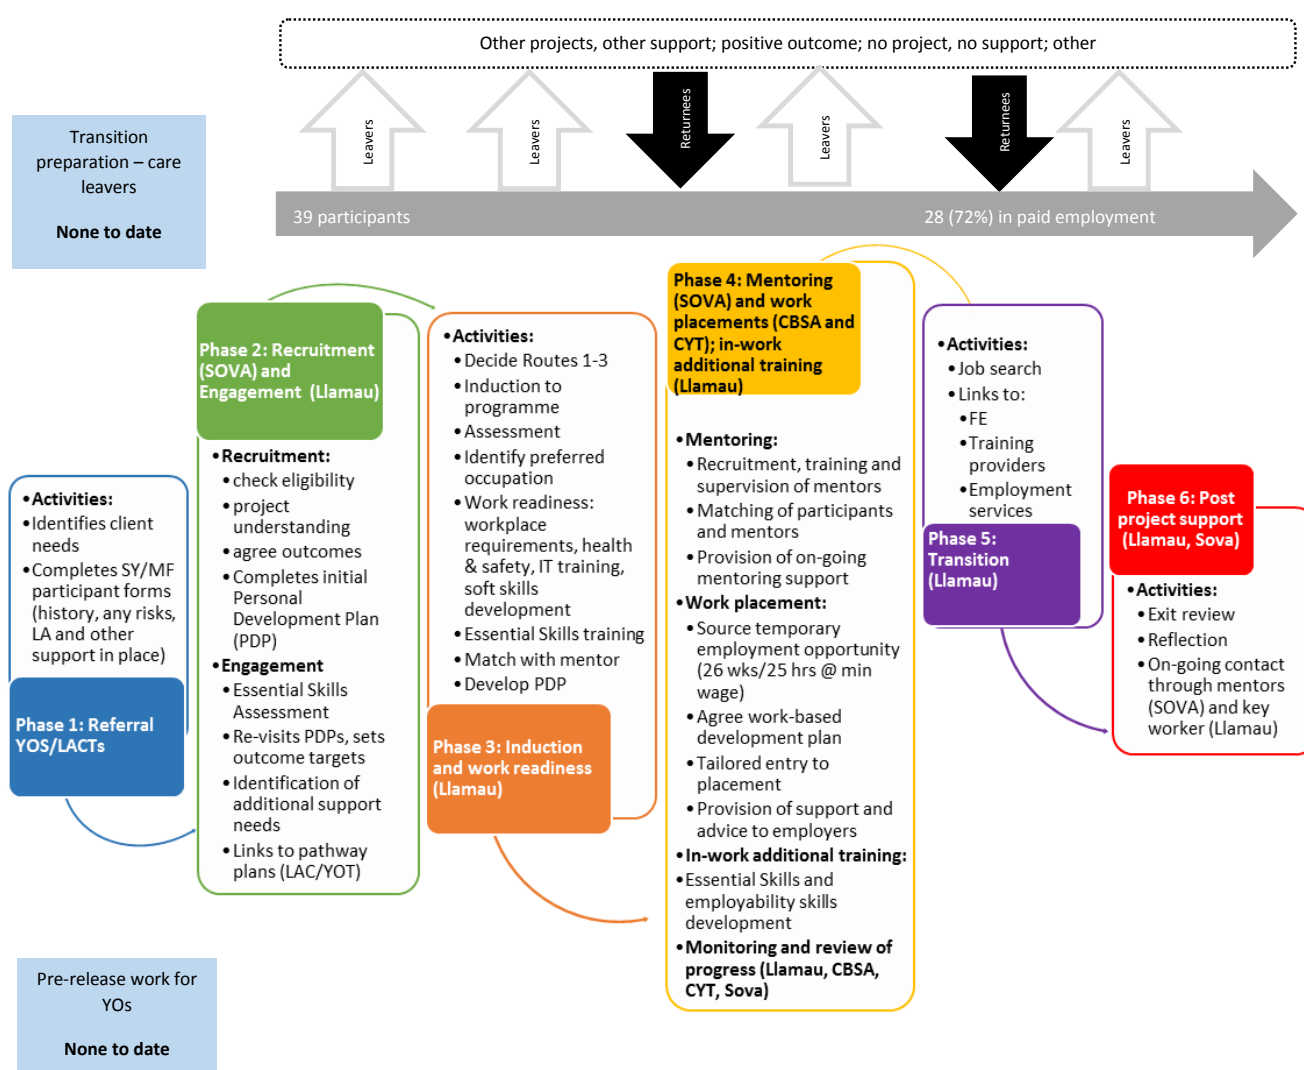 Other projects, other support; positive outcome; no project, no support; other
Leavers
Leavers
Returnees
Leavers
Returnees
Leavers
Transition
preparation – care
leavers
None to date
39 participants
28 (72%) in paid employment
•Activities:
•Identifies client
needs
•Completes SY/MF
participant forms
(history, any risks,
LA and other
support in place)
Phase 1: Referral
YOS/LACTs
Phase 2: Recruitment
(SOVA) and
Engagement (Llamau)
•Recruitment:
•check eligibility
•project
understanding
•agree outcomes
•Completes initial
Personal
Development Plan
(PDP)
•Engagement
•Essential Skills
Assessment
•Re-visits PDPs, sets
outcome targets
•Identification of
additional support
needs
•Links to pathway
plans (LAC/YOT)
•Activities:
•Decide Routes 1-3
•Induction to
programme
•Assessment
•Identify preferred
occupation
•Work readiness:
workplace
requirements, health
& safety, IT training,
soft skills
development
•Essential Skills training
•Match with mentor
•Develop PDP
Phase 3: Induction
and work readiness
(Llamau)
Phase 4: Mentoring
(SOVA) and work
placements (CBSA and
CYT); in-work
additional training
(Llamau)
•Mentoring:
•Recruitment, training and
supervision of mentors
•Matching of participants
and mentors
•Provision of on-going
mentoring support
•Work placement:
•Source temporary
employment opportunity
(26 wks/25 hrs @ min
wage)
•Agree work-based
development plan
•Tailored entry to
placement
•Provision of support and
advice to employers
•In-work additional training:
•Essential Skills and
employability skills
development
•Monitoring and review of
progress (Llamau, CBSA,
CYT, Sova)
•Activities:
•Job search
•Links to:
•FE
•Training
providers
•Employment
services
Phase 5:
Transition
(Llamau)
Phase 6: Post
project support
(Llamau, Sova)
•Activities:
•Exit review
•Reflection
•On-going contact
through mentors
(SOVA) and key
worker (Llamau)
Pre-release work for
YOs
None to date